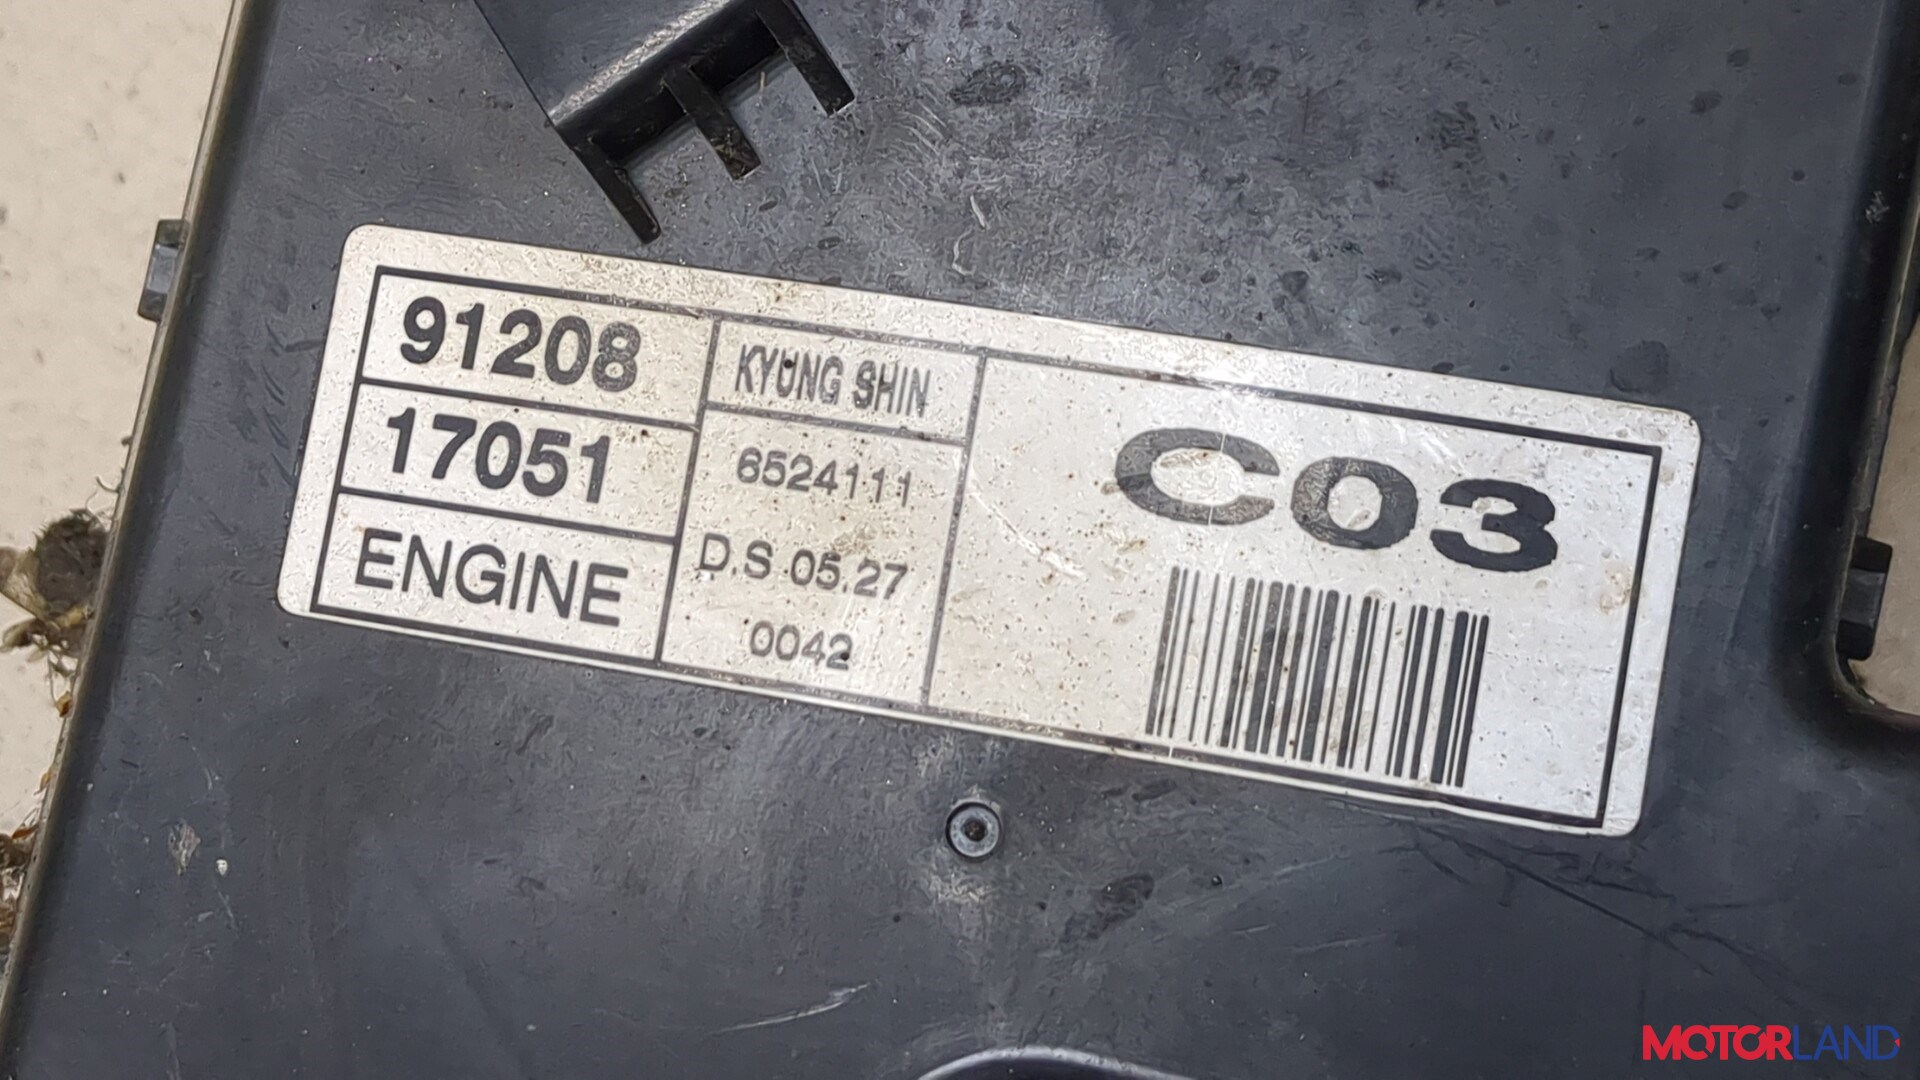 91208
17051
ENGINE
KYUNG SHIN
6524111
D.S 05.27
0042
C03
MOTORLAND